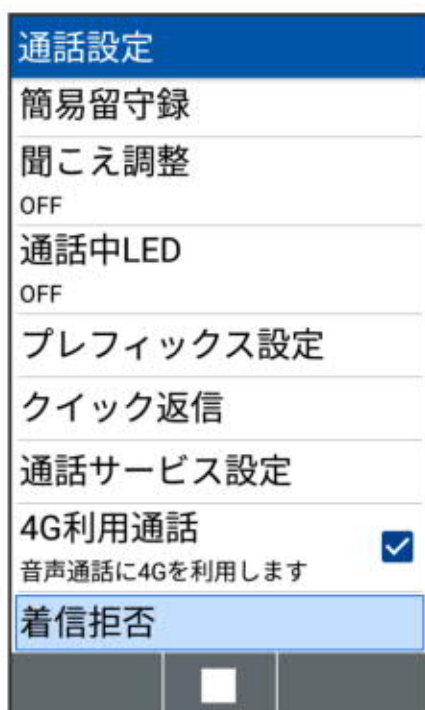 通話設定
簡易留守録
聞こえ調整
OFF
通話中LED
OFF
プレフィックス設定
クイック返信
通話サービス設定
4G利用通話
音声通話に4Gを利用します
着信拒否